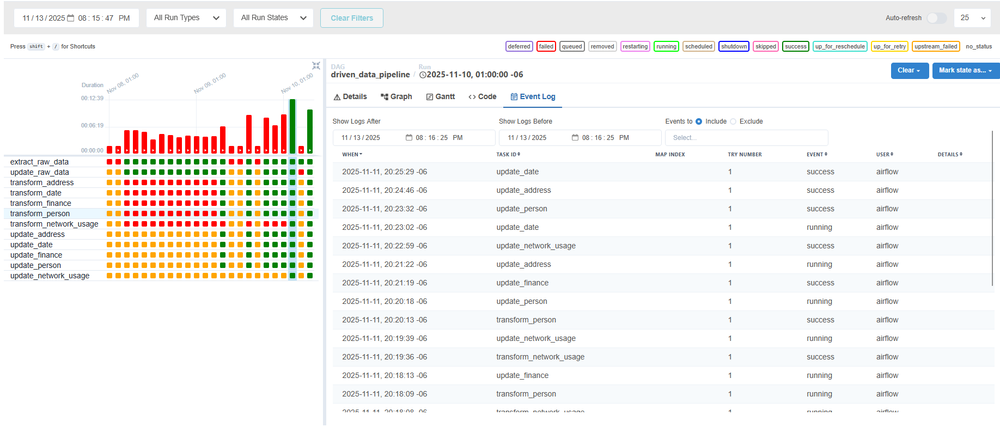 11 / 13 / 2025 08 : 15 : 47 PM All Run Types All Run States Clear Filters Auto-refresh 25
Press shift + / for Shortcuts deferred failed queued removed restarting running scheduled shutdown skipped success up_for_reschedule up_for_retry upstream_failed no_status
DAG Run
driven_data_pipeline / 2025-11-10, 01:00:00 -06 Clear Mark state as...
Details Graph Gantt <> Code Event Log
Nov 08, 01:00 Nov 09, 01:00 Nov 10, 01:00
Duration
00:12:39
00:06:19
00:00:00
extract_raw_data
update_raw_data
transform_address
transform_date
transform_finance
transform_person
transform_network_usage
update_address
update_date
update_finance
update_person
update_network_usage
Show Logs After Show Logs Before Events to Include Exclude
11 / 13 / 2025 08 : 16 : 25 PM 11 / 13 / 2025 08 : 16 : 25 PM Select...
WHEN TASK ID MAP INDEX TRY NUMBER EVENT USER DETAILS
2025-11-11, 20:25:29 -06 update_date 1 success airflow
2025-11-11, 20:24:46 -06 update_address 1 success airflow
2025-11-11, 20:23:32 -06 update_person 1 success airflow
2025-11-11, 20:23:02 -06 update_date 1 running airflow
2025-11-11, 20:22:59 -06 update_network_usage 1 success airflow
2025-11-11, 20:21:22 -06 update_address 1 running airflow
2025-11-11, 20:21:19 -06 update_finance 1 success airflow
2025-11-11, 20:20:18 -06 update_person 1 running airflow
2025-11-11, 20:20:13 -06 transform_person 1 success airflow
2025-11-11, 20:19:39 -06 update_network_usage 1 running airflow
2025-11-11, 20:19:36 -06 transform_network_usage 1 success airflow
2025-11-11, 20:18:13 -06 update_finance 1 running airflow
2025-11-11, 20:18:09 -06 transform_person 1 running airflow
2025-11-11, 20:18:08 -06 transform_network_usage 1 running airflow